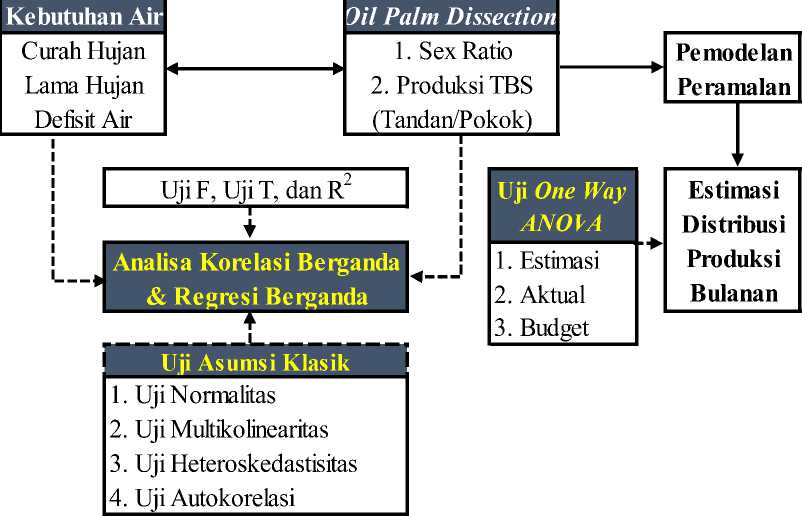 Kebutuhan Air
Curah Hujan
Lama Hujan
Defisit Air
Oil Palm Dissection
1. Sex Ratio
2. Produksi TBS
(Tandan/Pokok)
Pemodelan
Peramalan
Uji F, Uji T, dan R²
Analisa Korelasi Berganda
& Regresi Berganda
Uji Asumsi Klasik
1. Uji Normalitas
2. Uji Multikolinearitas
3. Uji Heteroskedastisitas
4. Uji Autokorelasi
Uji One Way
ANOVA
1. Estimasi
2. Aktual
3. Budget
Estimasi
Distribusi
Produksi
Bulanan